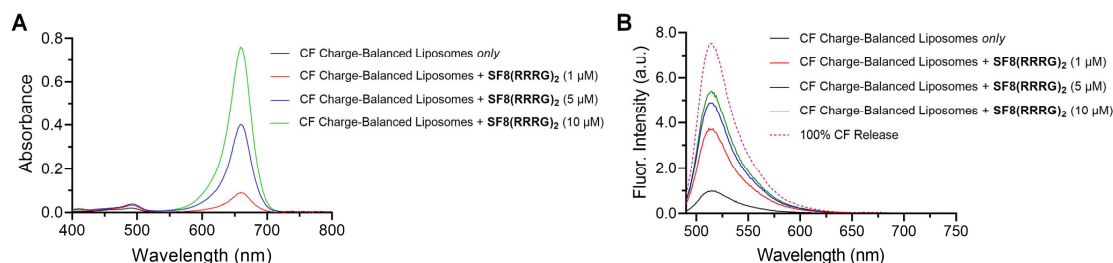 A
0.8
0.6
0.4
0.2
0.0
400 500 600 700 800
Absorbance
Wavelength (nm)
CF Charge-Balanced Liposomes only
CF Charge-Balanced Liposomes + SF8(RRRG)2 (1 µM)
CF Charge-Balanced Liposomes + SF8(RRRG)2 (5 µM)
CF Charge-Balanced Liposomes + SF8(RRRG)2 (10 µM)
B
8.0
6.0
4.0
2.0
0.0
500 550 600 650 700 750
Fluor. Intensity (a.u.)
Wavelength (nm)
CF Charge-Balanced Liposomes only
CF Charge-Balanced Liposomes + SF8(RRRG)2 (1 µM)
CF Charge-Balanced Liposomes + SF8(RRRG)2 (5 µM)
CF Charge-Balanced Liposomes + SF8(RRRG)2 (10 µM)
100% CF Release